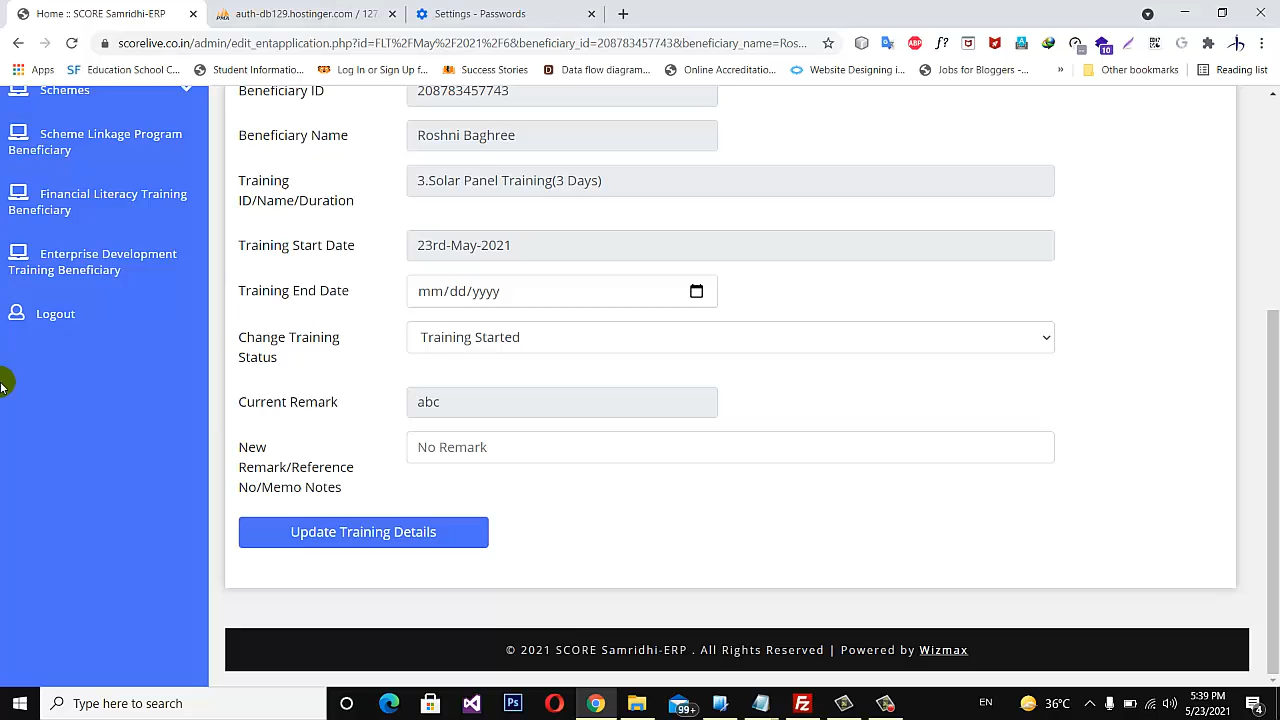 Home :: SCORE Samridhi-ERP
auth-db129.hostinger.com / 127
Settings - Passwords
scorelive.co.in/admin/edit_entapplication.php?id=FLT%2FMay%2F2021%2F6&beneficiary_id=208783457743&beneficiary_name=Ros...
Apps
Education School C...
Student Informatio...
Log In or Sign Up f...
Success Stories
Data flow diagram...
Online Accreditatio...
Website Designing i...
Jobs for Bloggers -...
»
Other bookmarks
Reading list
Schemes
Scheme Linkage Program
Beneficiary
Financial Literacy Training
Beneficiary
Enterprise Development
Training Beneficiary
Logout
Beneficiary ID
208783457743
Beneficiary Name
Roshni Baghree
Training
ID/Name/Duration
3.Solar Panel Training(3 Days)
Training Start Date
23rd-May-2021
Training End Date
mm/dd/yyyy
Change Training
Status
Training Started
Current Remark
abc
New
Remark/Reference
No/Memo Notes
No Remark
Update Training Details
© 2021 SCORE Samridhi-ERP . All Rights Reserved | Powered by Wizmax
Type here to search
99+
EN
36°C
5:39 PM
5/23/2021
4